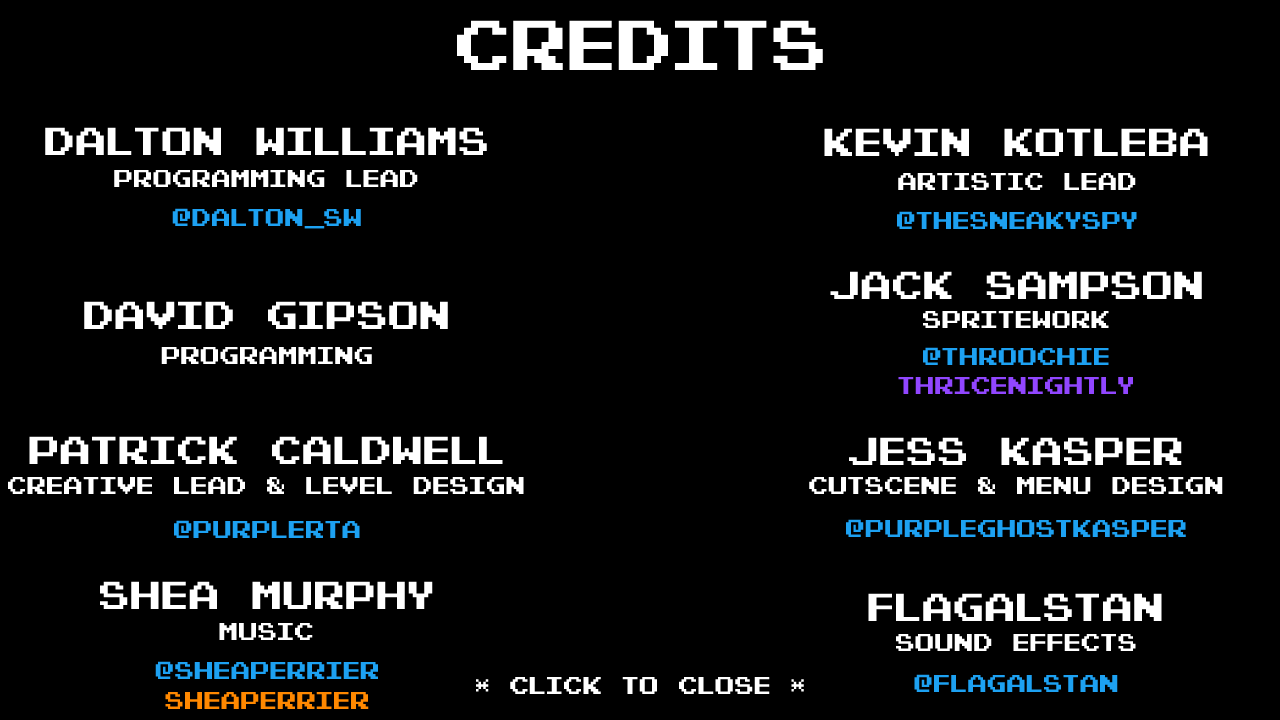 CREDITS
DALTON WILLIAMS
PROGRAMMING LEAD
@DALTON_SW
DAVID GIPSON
PROGRAMMING
PATRICK CALDWELL
CREATIVE LEAD & LEVEL DESIGN
@PURPLERTA
SHEA MURPHY
MUSIC
@SHEAPERRIER
SHEAPERRIER
KEVIN KOTLEBA
ARTISTIC LEAD
@THESNEAKYSPY
JACK SAMPSON
SPRITEWORK
@THROOCHIE
THRICENIGHTLY
JESS KASPER
CUTSCENE & MENU DESIGN
@PURPLEGHOSTKASPER
FLAGALSTAN
SOUND EFFECTS
@FLAGALSTAN
* CLICK TO CLOSE *